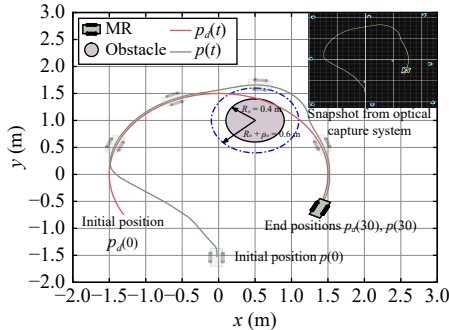 3.0
2.5
2.0
1.5
1.0
0.5
0
−0.5
−1.0
−1.5
−2.0
y (m)
MR
Obstacle
p_d(t)
p(t)
Snapshot from optical
capture system
R_o = 0.4 m
R_o + ρ_o = 0.6 m
Initial position
p_d(0)
End positions p_d(30), p(30)
Initial position p(0)
−2.0 −1.5 −1.0 −0.5 0 0.5 1.0 1.5 2.0 2.5 3.0
x (m)